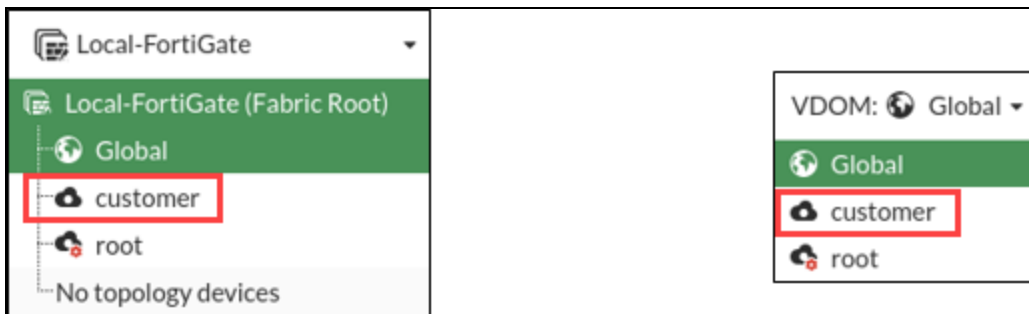 Local-FortiGate
Local-FortiGate (Fabric Root)
Global
customer
root
No topology devices
VDOM: Global
Global
customer
root